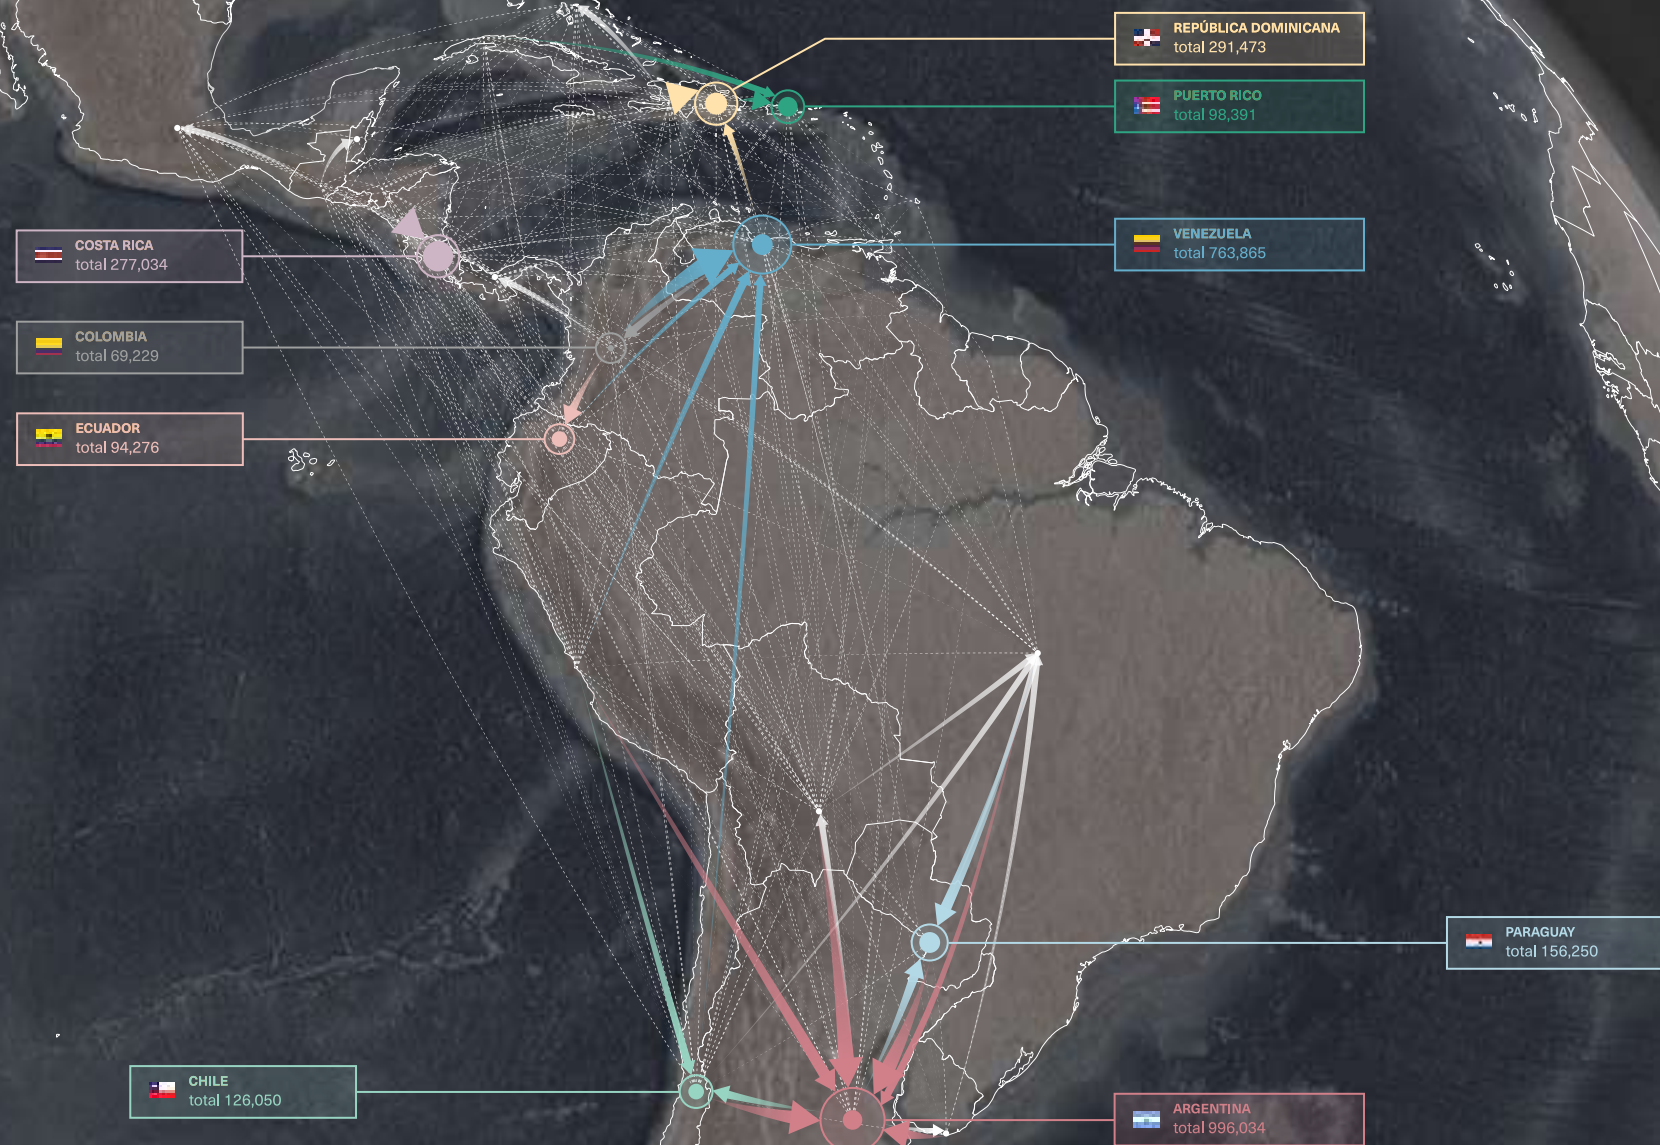 REPÚBLICA DOMINICANA
total 291,473
PUERTO RICO
total 98,391
COSTA RICA
total 277,034
VENEZUELA
total 763,865
COLOMBIA
total 69,229
ECUADOR
total 94,276
PARAGUAY
total 156,250
CHILE
total 126,050
ARGENTINA
total 996,034